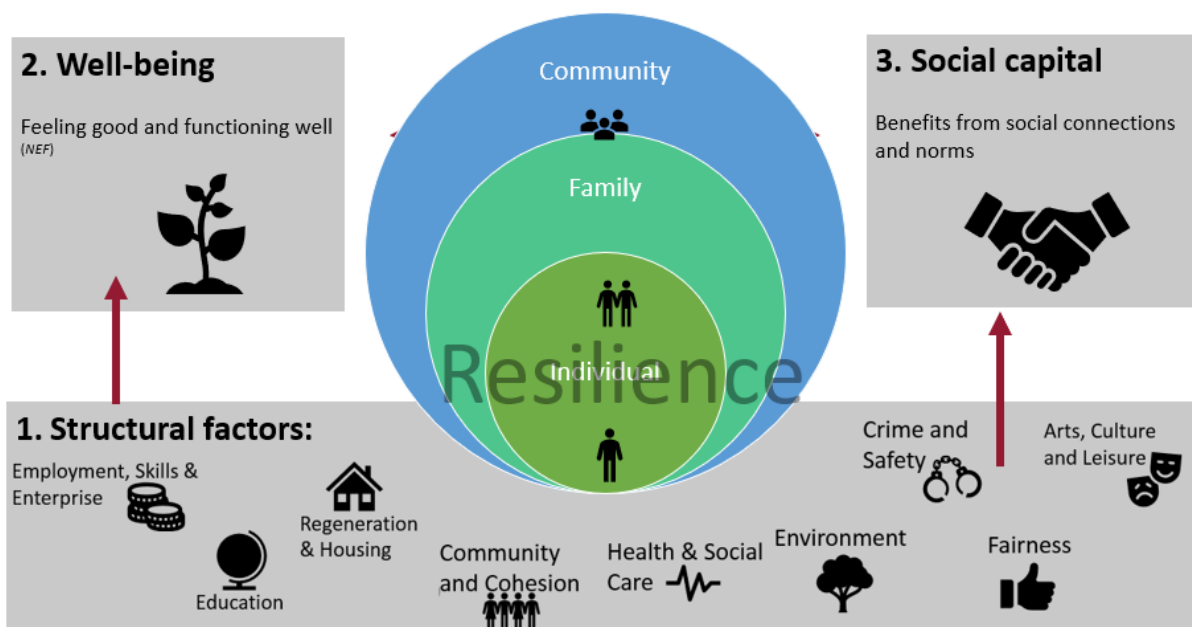 2. Well-being
Feeling good and functioning well
(NEF)
Community
Family
Individual
Resilience
3. Social capital
Benefits from social connections
and norms
1. Structural factors:
Employment, Skills &
Enterprise
Education
Regeneration
& Housing
Community
and Cohesion
Health & Social
Care
Environment
Crime and
Safety
Fairness
Arts, Culture
and Leisure